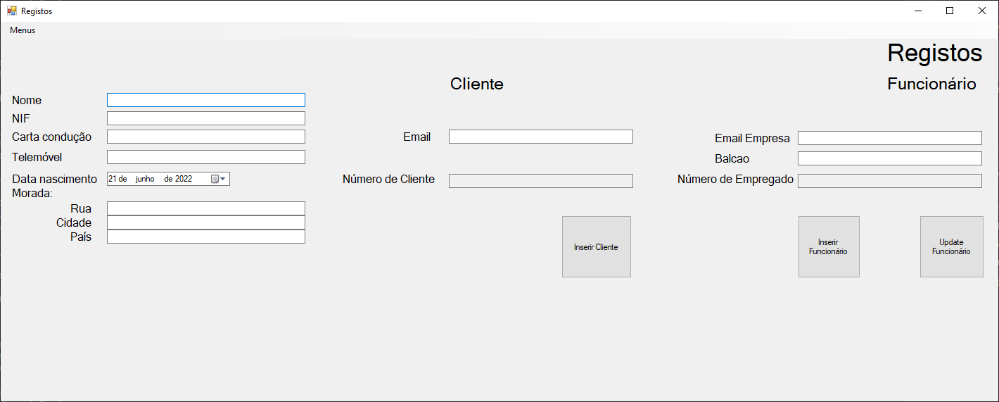 Registos
Menus
Registos
Cliente
Funcionário
Nome
NIF
Carta condução
Telemóvel
Data nascimento
21 de junho de 2022
Morada:
Rua
Cidade
País
Email
Número de Cliente
Inserir Cliente
Email Empresa
Balcao
Número de Empregado
Inserir
Funcionário
Update
Funcionário